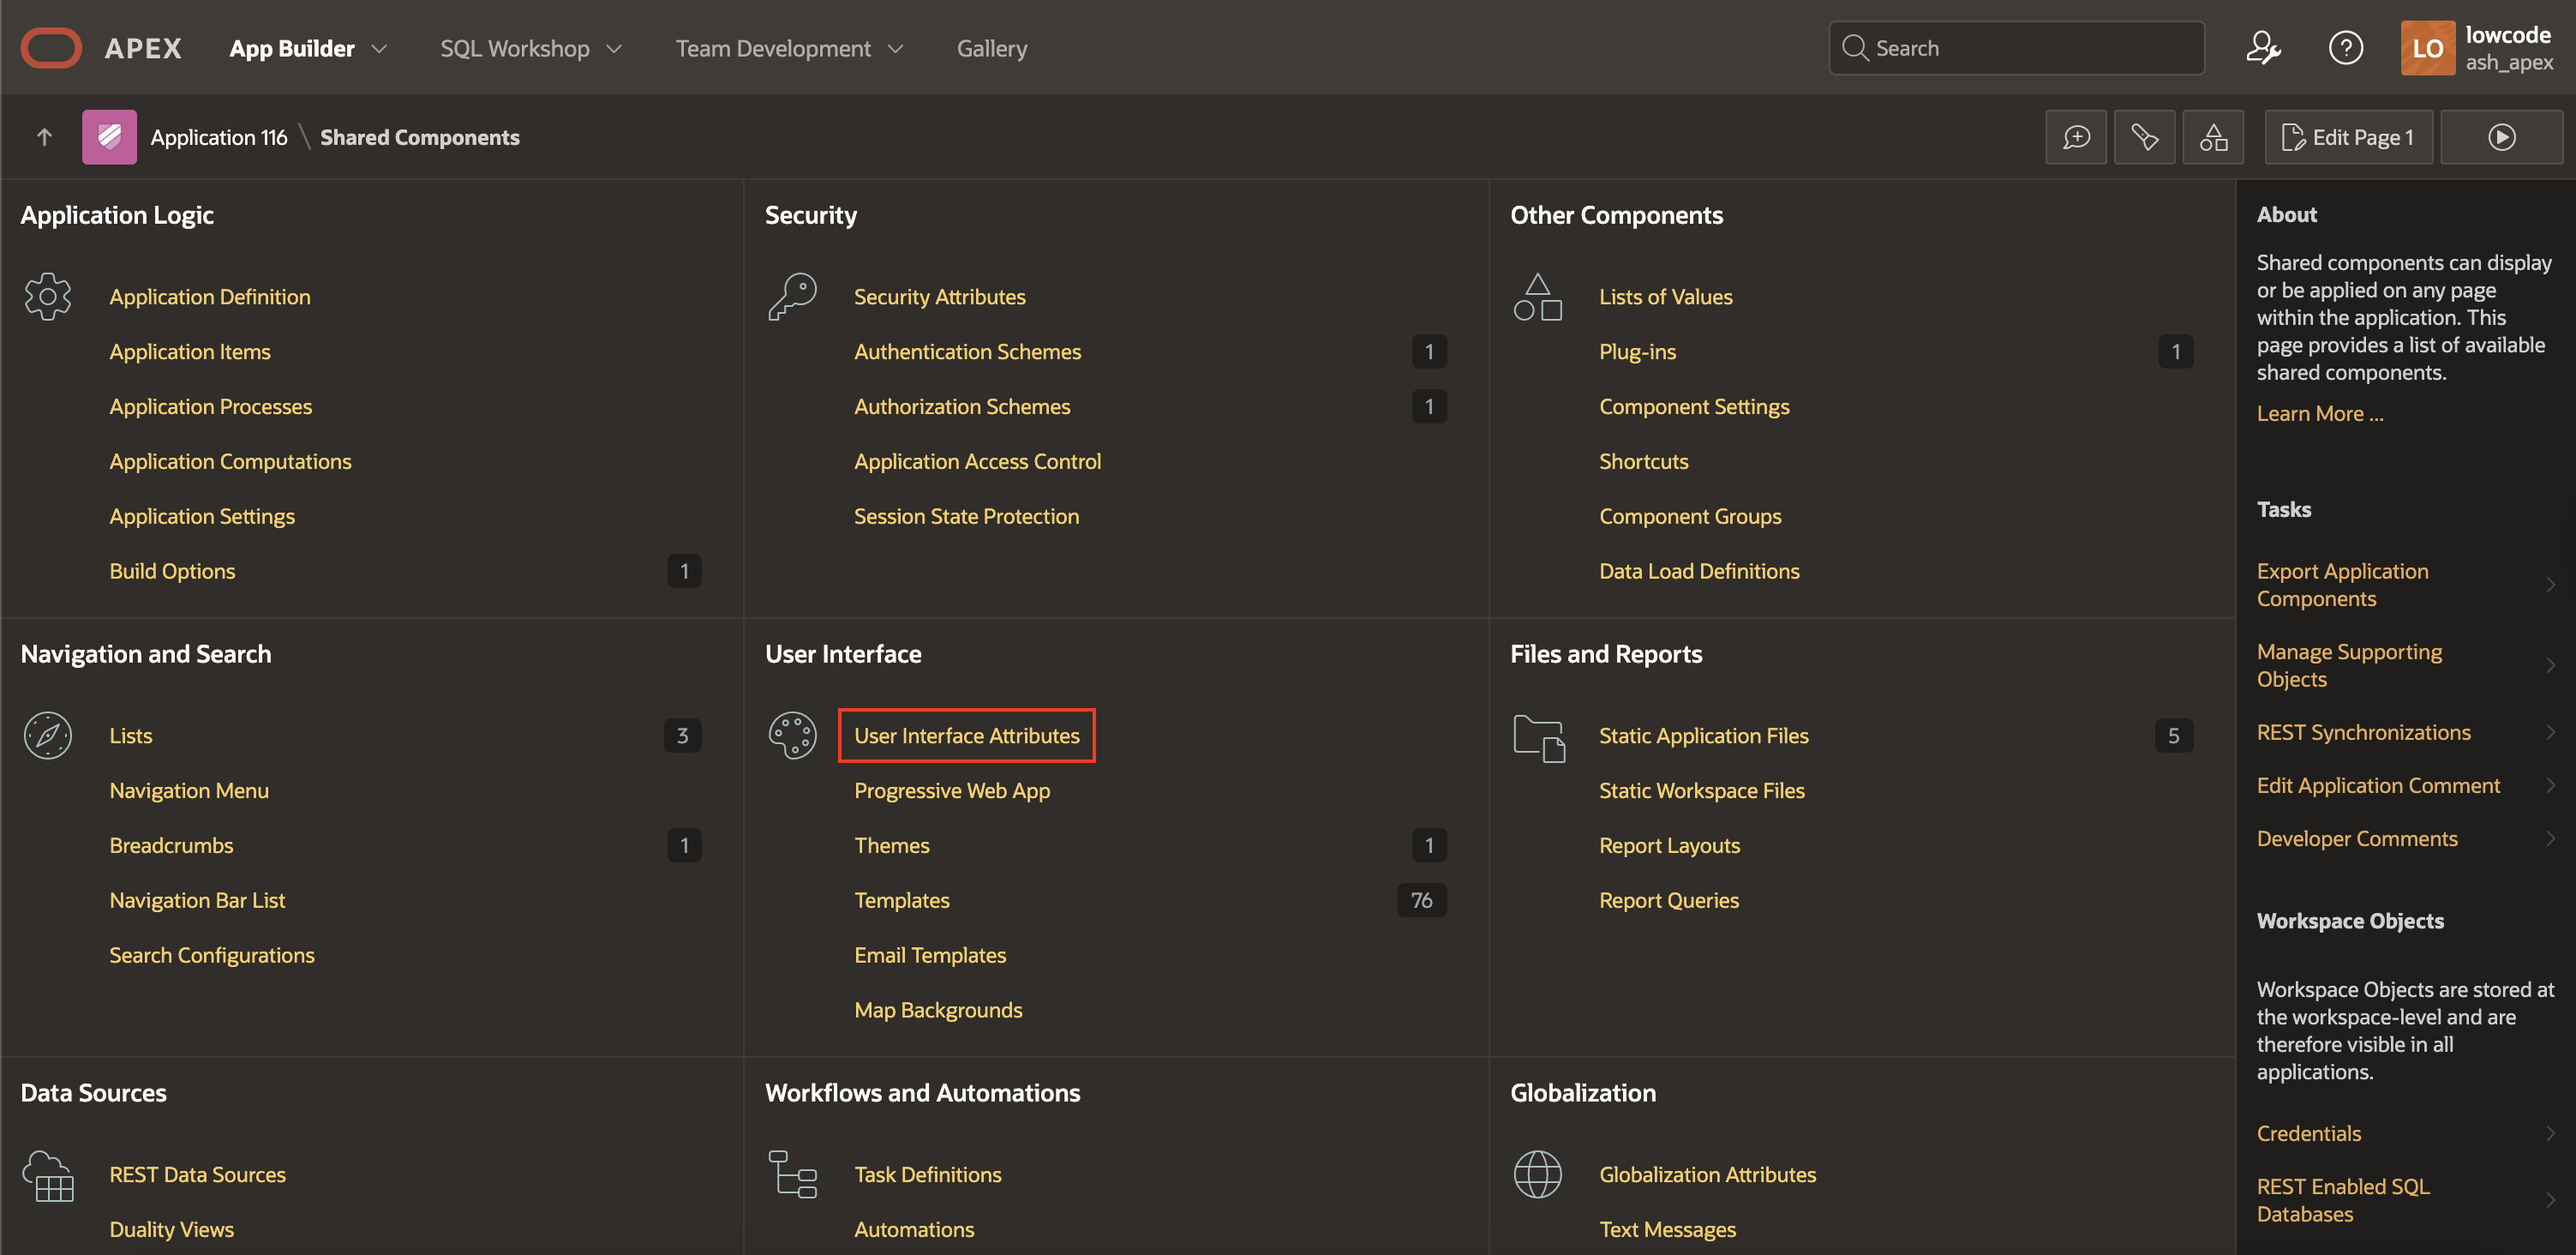 APEX
App Builder
SQL Workshop
Team Development
Gallery
Search
LO
lowcode
ash_apex
Application 116 \ Shared Components
Edit Page 1
Application Logic
Application Definition
Application Items
Application Processes
Application Computations
Application Settings
Build Options 1
Security
Security Attributes
Authentication Schemes 1
Authorization Schemes 1
Application Access Control
Session State Protection
Other Components
Lists of Values
Plug-ins 1
Component Settings
Shortcuts
Component Groups
Data Load Definitions
Navigation and Search
Lists 3
Navigation Menu
Breadcrumbs 1
Navigation Bar List
Search Configurations
User Interface
User Interface Attributes
Progressive Web App
Themes 1
Templates 76
Email Templates
Map Backgrounds
Files and Reports
Static Application Files 5
Static Workspace Files
Report Layouts
Report Queries
Data Sources
REST Data Sources
Duality Views
Workflows and Automations
Task Definitions
Automations
Globalization
Globalization Attributes
Text Messages
About
Shared components can display
or be applied on any page
within the application. This
page provides a list of available
shared components.
Learn More ...
Tasks
Export Application
Components
Manage Supporting
Objects
REST Synchronizations
Edit Application Comment
Developer Comments
Workspace Objects
Workspace Objects are stored at
the workspace-level and are
therefore visible in all
applications.
Credentials
REST Enabled SQL
Databases